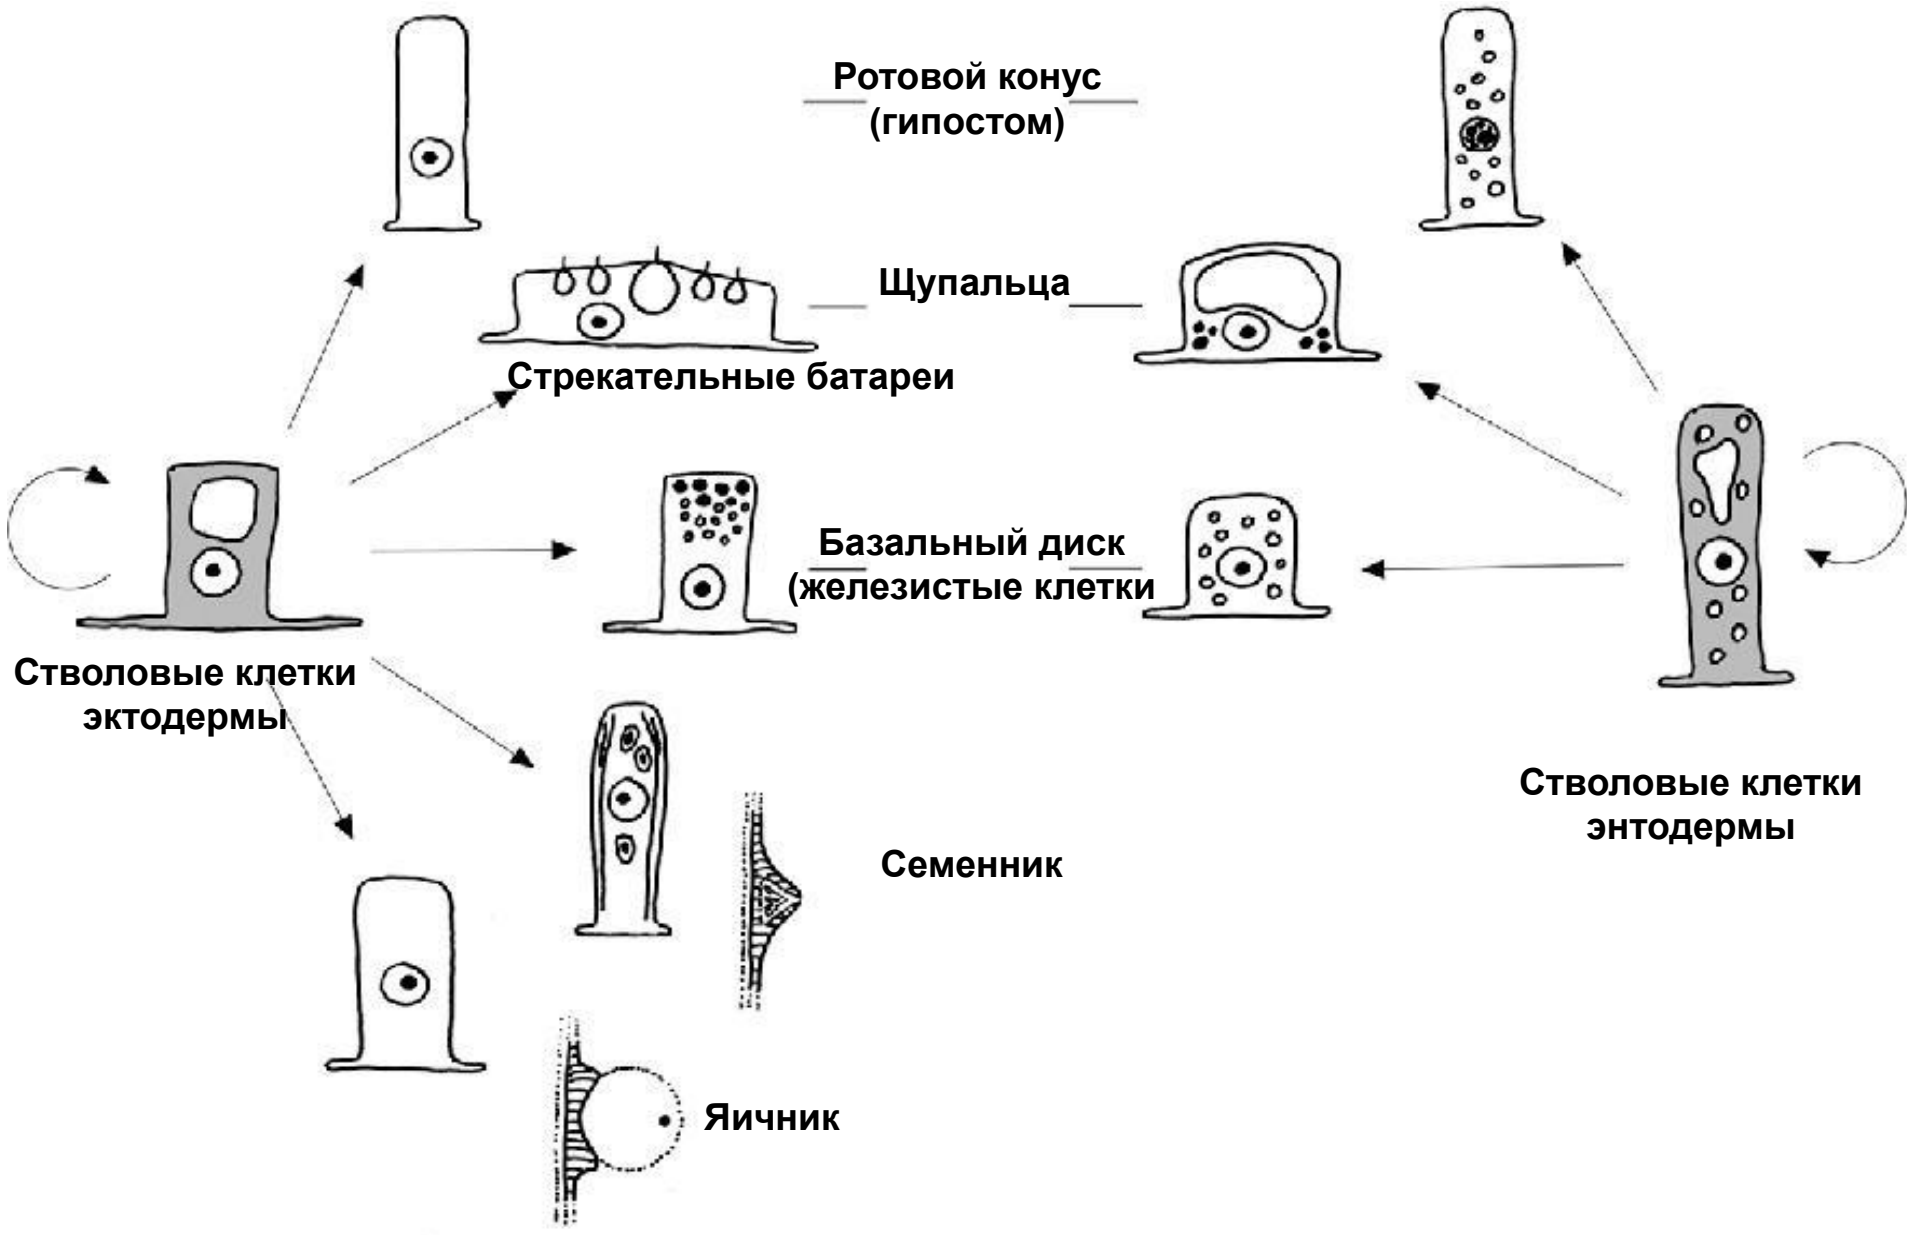 Ротовой конус
(гипостом)
Щупальца
Стрекательные батареи
Базальный диск
(железистые клетки
Стволовые клетки
эктодермы
Стволовые клетки
энтодермы
Семенник
Яичник